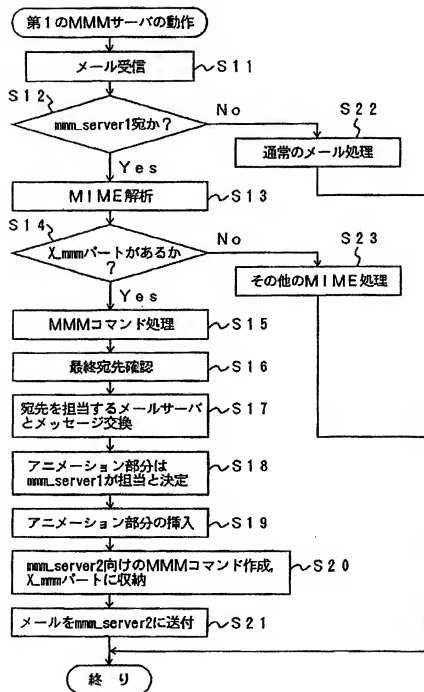 第1のMMMサーバの動作
メール受信
S11
S12
mmm_server1宛か?
No
S22
通常のメール処理
Yes
MIME解析
S13
S14
X_mmmパートがあるか
?
No
S23
その他のMIME処理
Yes
MMMコマンド処理
S15
最終宛先確認
S16
宛先を担当するメールサーバ
とメッセージ交換
S17
アニメーション部分は
mmm_server1が担当と決定
S18
アニメーション部分の挿入
S19
mmm_server2向けのMMMコマンド作成,
X_mmmパートに収納
S20
メールをmmm_server2に送付
S21
終り